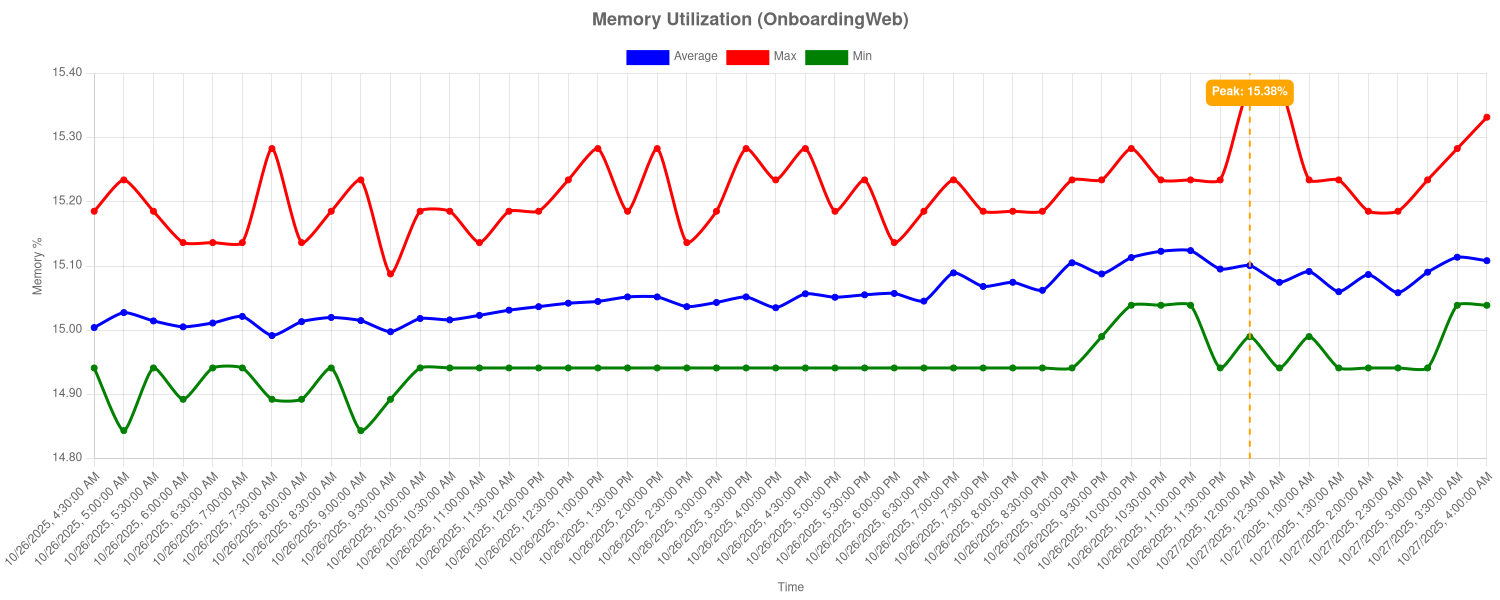 Memory Utilization (OnboardingWeb)
Average
Max
Min
Peak: 15.38%
15.40
15.30
15.20
15.10
15.00
14.90
14.80
Memory %
10/26/2025, 4:30:00 AM
10/26/2025, 5:00:00 AM
10/26/2025, 5:30:00 AM
10/26/2025, 6:00:00 AM
10/26/2025, 6:30:00 AM
10/26/2025, 7:00:00 AM
10/26/2025, 7:30:00 AM
10/26/2025, 8:00:00 AM
10/26/2025, 8:30:00 AM
10/26/2025, 9:00:00 AM
10/26/2025, 9:30:00 AM
10/26/2025, 10:00:00 AM
10/26/2025, 10:30:00 AM
10/26/2025, 11:00:00 AM
10/26/2025, 11:30:00 AM
10/26/2025, 12:00:00 PM
10/26/2025, 12:30:00 PM
10/26/2025, 1:00:00 PM
10/26/2025, 1:30:00 PM
10/26/2025, 2:00:00 PM
10/26/2025, 2:30:00 PM
10/26/2025, 3:00:00 PM
10/26/2025, 3:30:00 PM
10/26/2025, 4:00:00 PM
10/26/2025, 4:30:00 PM
10/26/2025, 5:00:00 PM
10/26/2025, 5:30:00 PM
10/26/2025, 6:00:00 PM
10/26/2025, 6:30:00 PM
10/26/2025, 7:00:00 PM
10/26/2025, 7:30:00 PM
10/26/2025, 8:00:00 PM
10/26/2025, 8:30:00 PM
10/26/2025, 9:00:00 PM
10/26/2025, 9:30:00 PM
10/26/2025, 10:00:00 PM
10/26/2025, 10:30:00 PM
10/26/2025, 11:00:00 PM
10/26/2025, 11:30:00 PM
10/27/2025, 12:00:00 AM
10/27/2025, 12:30:00 AM
10/27/2025, 1:00:00 AM
10/27/2025, 1:30:00 AM
10/27/2025, 2:00:00 AM
10/27/2025, 2:30:00 AM
10/27/2025, 3:00:00 AM
10/27/2025, 3:30:00 AM
10/27/2025, 4:00:00 AM
Time